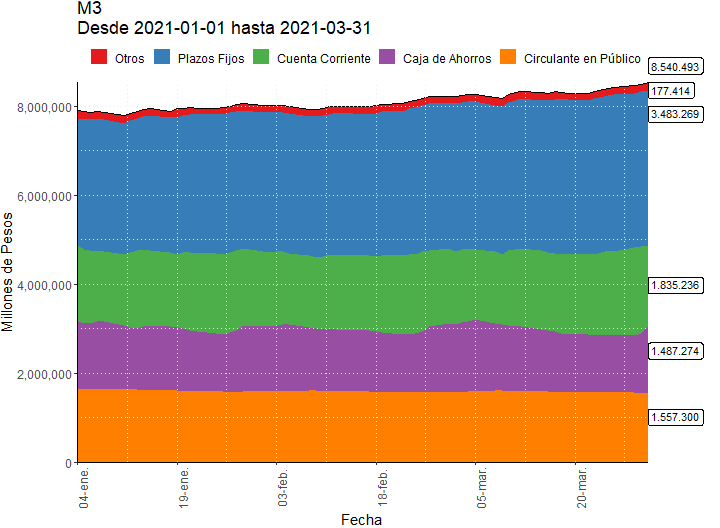 M3
Desde 2021-01-01 hasta 2021-03-31
Otros Plazos Fijos Cuenta Corriente Caja de Ahorros Circulante en Público
8.540.493
177.414
3.483.269
1.835.236
1.487.274
1.557.300
8,000,000
6,000,000
4,000,000
2,000,000
0
Millones de Pesos
04-ene.
19-ene.
03-feb.
18-feb.
05-mar.
20-mar.
Fecha